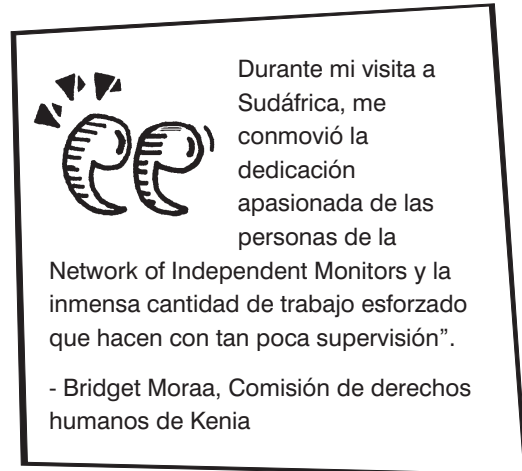 Durante mi visita a
Sudáfrica, me
conmovió la
dedicación
apasionada de las
personas de la
Network of Independent Monitors y la
inmensa cantidad de trabajo esforzado
que hacen con tan poca supervisión”.
- Bridget Moraa, Comisión de derechos
humanos de Kenia